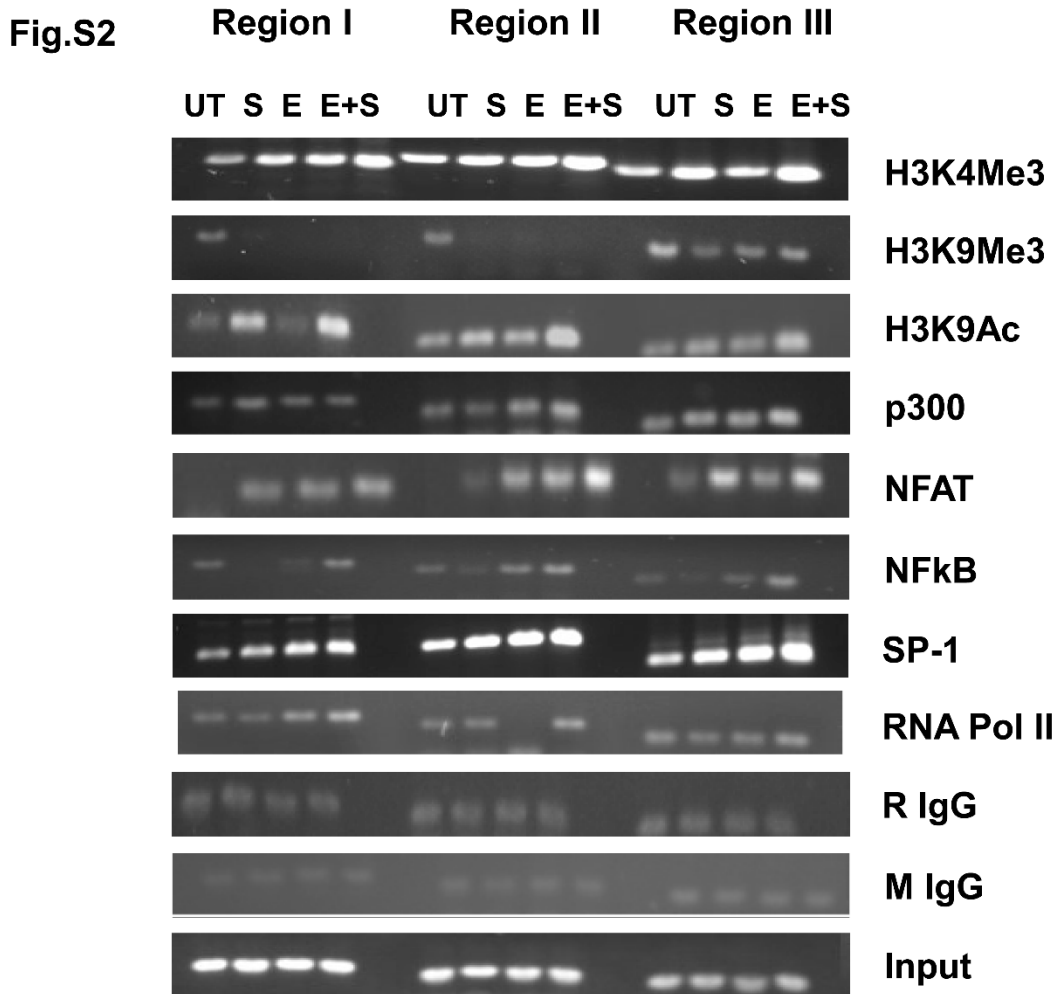 Fig.S2 Region I Region II Region III
UT S E E+S UT S E E+S UT S E E+S
H3K4Me3
H3K9Me3
H3K9Ac
p300
NFAT
NFkB
SP-1
RNA Pol II
R IgG
M IgG
Input